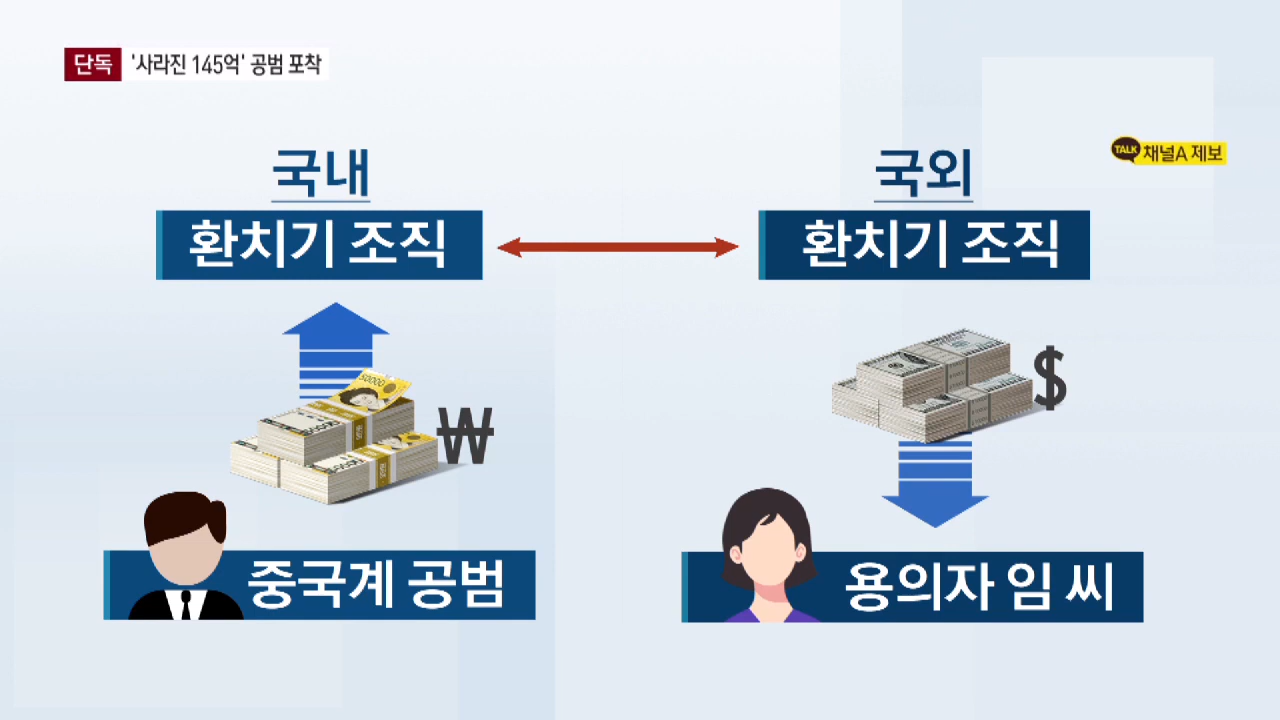 단독 '사라진 145억' 공범 포착
TALK 채널A 제보
국내
국외
환치기 조직
환치기 조직
50000
₩
$
중국계 공범
용의자 임 씨